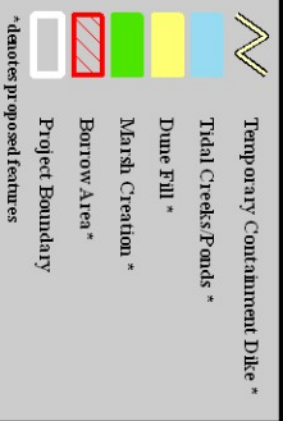 Temporary Containment Dike *
Tidal Creeks/Ponds *
Dune Fill *
Marsh Creation *
Borrow Area *
Project Boundary
*denotes proposed features